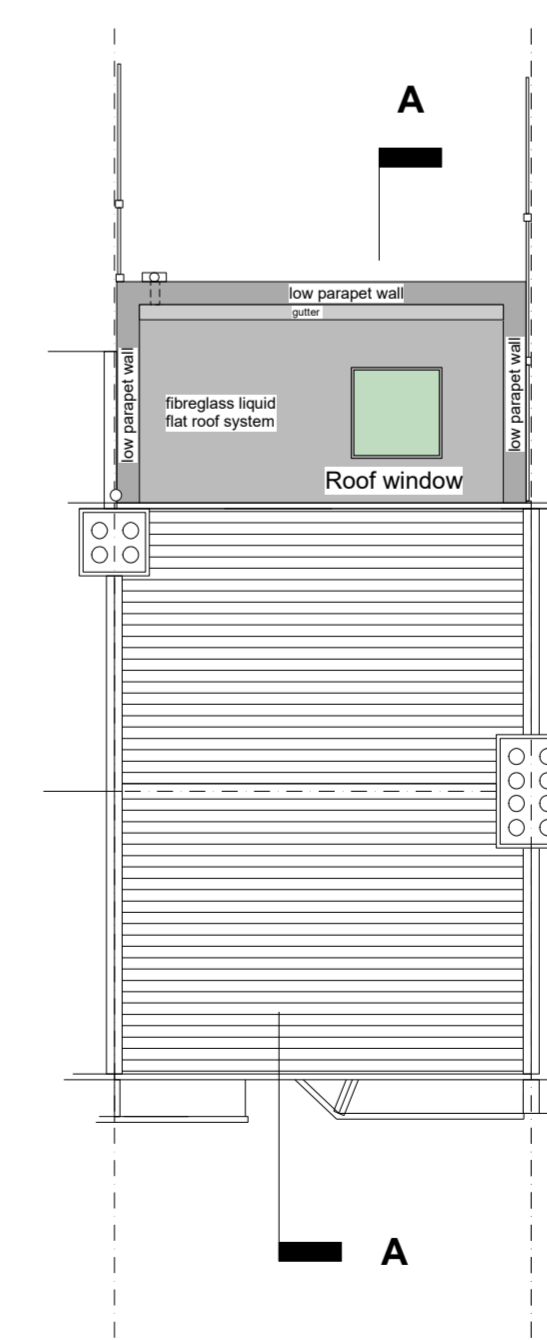 A
low parapet wall
gutter
low parapet wall
low parapet wall
fibreglass liquid
flat roof system
Roof window
A